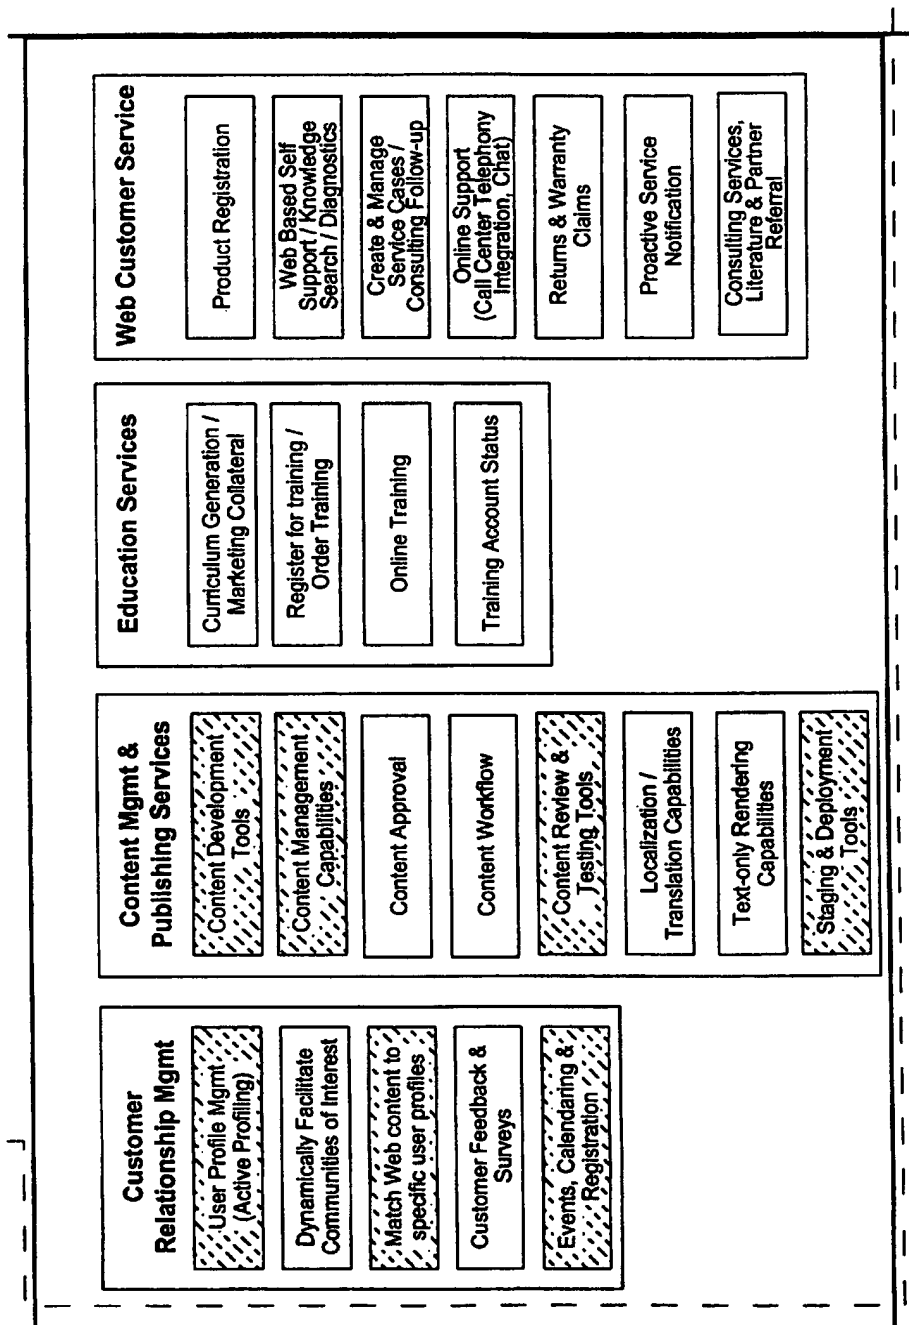 Customer
Relationship Mgmt
User Profile Mgmt
(Active Profiling)
Dynamically Facilitate
Communities of Interest
Match Web content to
specific user profiles
Customer Feedback &
Surveys
Events, Calendaring &
Registration
Content Mgmt &
Publishing Services
Content Development
Tools
Content Management
Capabilities
Content Approval
Content Workflow
Content Review &
Testing Tools
Localization /
Translation Capabilities
Text-only Rendering
Capabilities
Staging & Deployment
Tools
Education Services
Curriculum Generation /
Marketing Collateral
Register for training /
Order Training
Online Training
Training Account Status
Web Customer Service
Product Registration
Web Based Self
Support / Knowledge
Search / Diagnostics
Create & Manage
Service Cases /
Consulting Follow-up
Online Support
(Call Center Telephony
Integration, Chat)
Returns & Warranty
Claims
Proactive Service
Notification
Consulting Services,
Literature & Partner
Referral